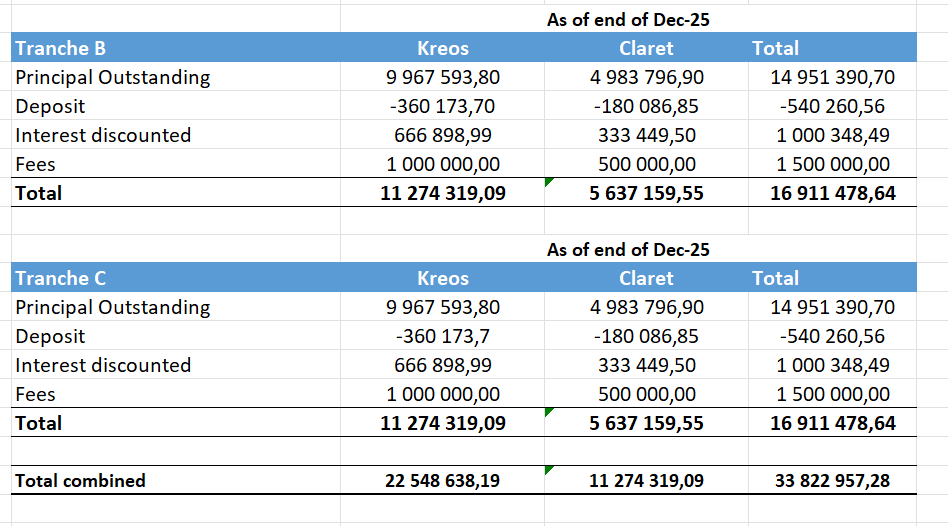 As of end of Dec-25
Tranche B Kreos Claret Total
Principal Outstanding 9 967 593,80 4 983 796,90 14 951 390,70
Deposit -360 173,70 -180 086,85 -540 260,56
Interest discounted 666 898,99 333 449,50 1 000 348,49
Fees 1 000 000,00 500 000,00 1 500 000,00
Total 11 274 319,09 5 637 159,55 16 911 478,64
As of end of Dec-25
Tranche C Kreos Claret Total
Principal Outstanding 9 967 593,80 4 983 796,90 14 951 390,70
Deposit -360 173,7 -180 086,85 -540 260,56
Interest discounted 666 898,99 333 449,50 1 000 348,49
Fees 1 000 000,00 500 000,00 1 500 000,00
Total 11 274 319,09 5 637 159,55 16 911 478,64
Total combined 22 548 638,19 11 274 319,09 33 822 957,28